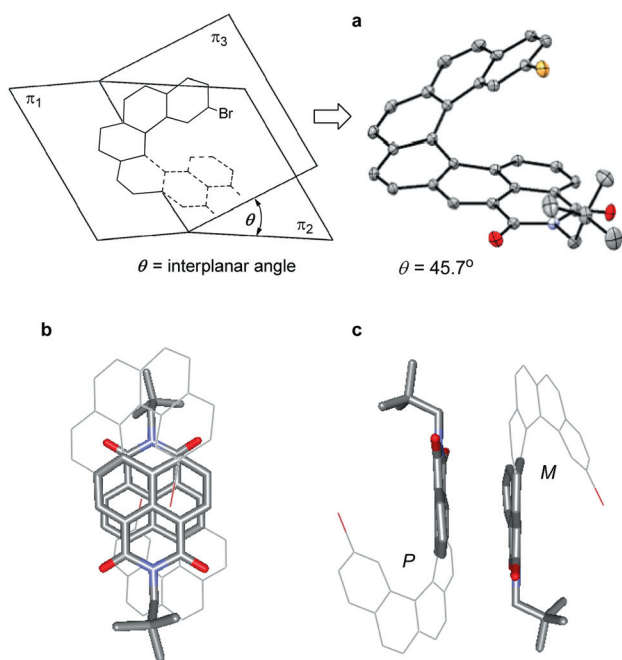 a
π1
π3
Br
θ
π2
θ = interplanar angle
θ = 45.7°
b
c
P
M